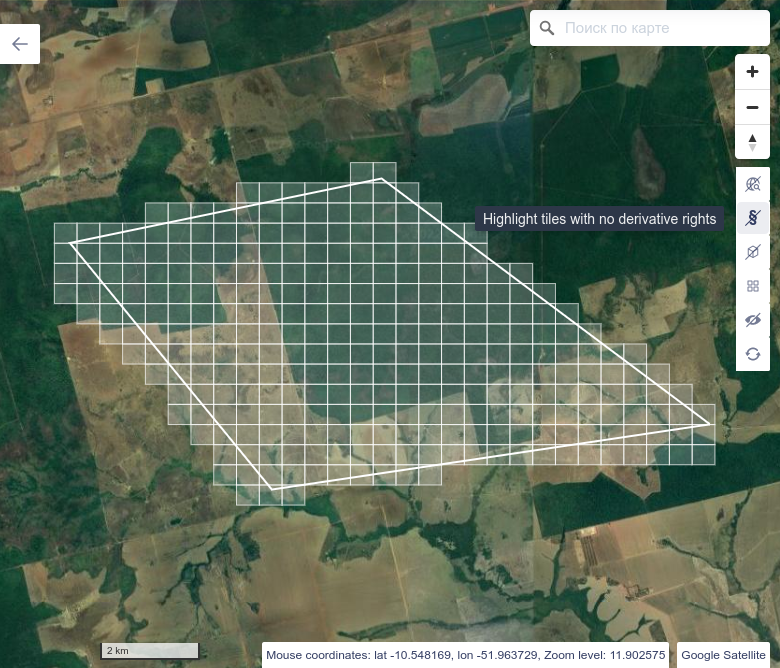 Поиск по карте
§
Highlight tiles with no derivative rights
2 km
Mouse coordinates: lat -10.548169, lon -51.963729, Zoom level: 11.902575
Google Satellite